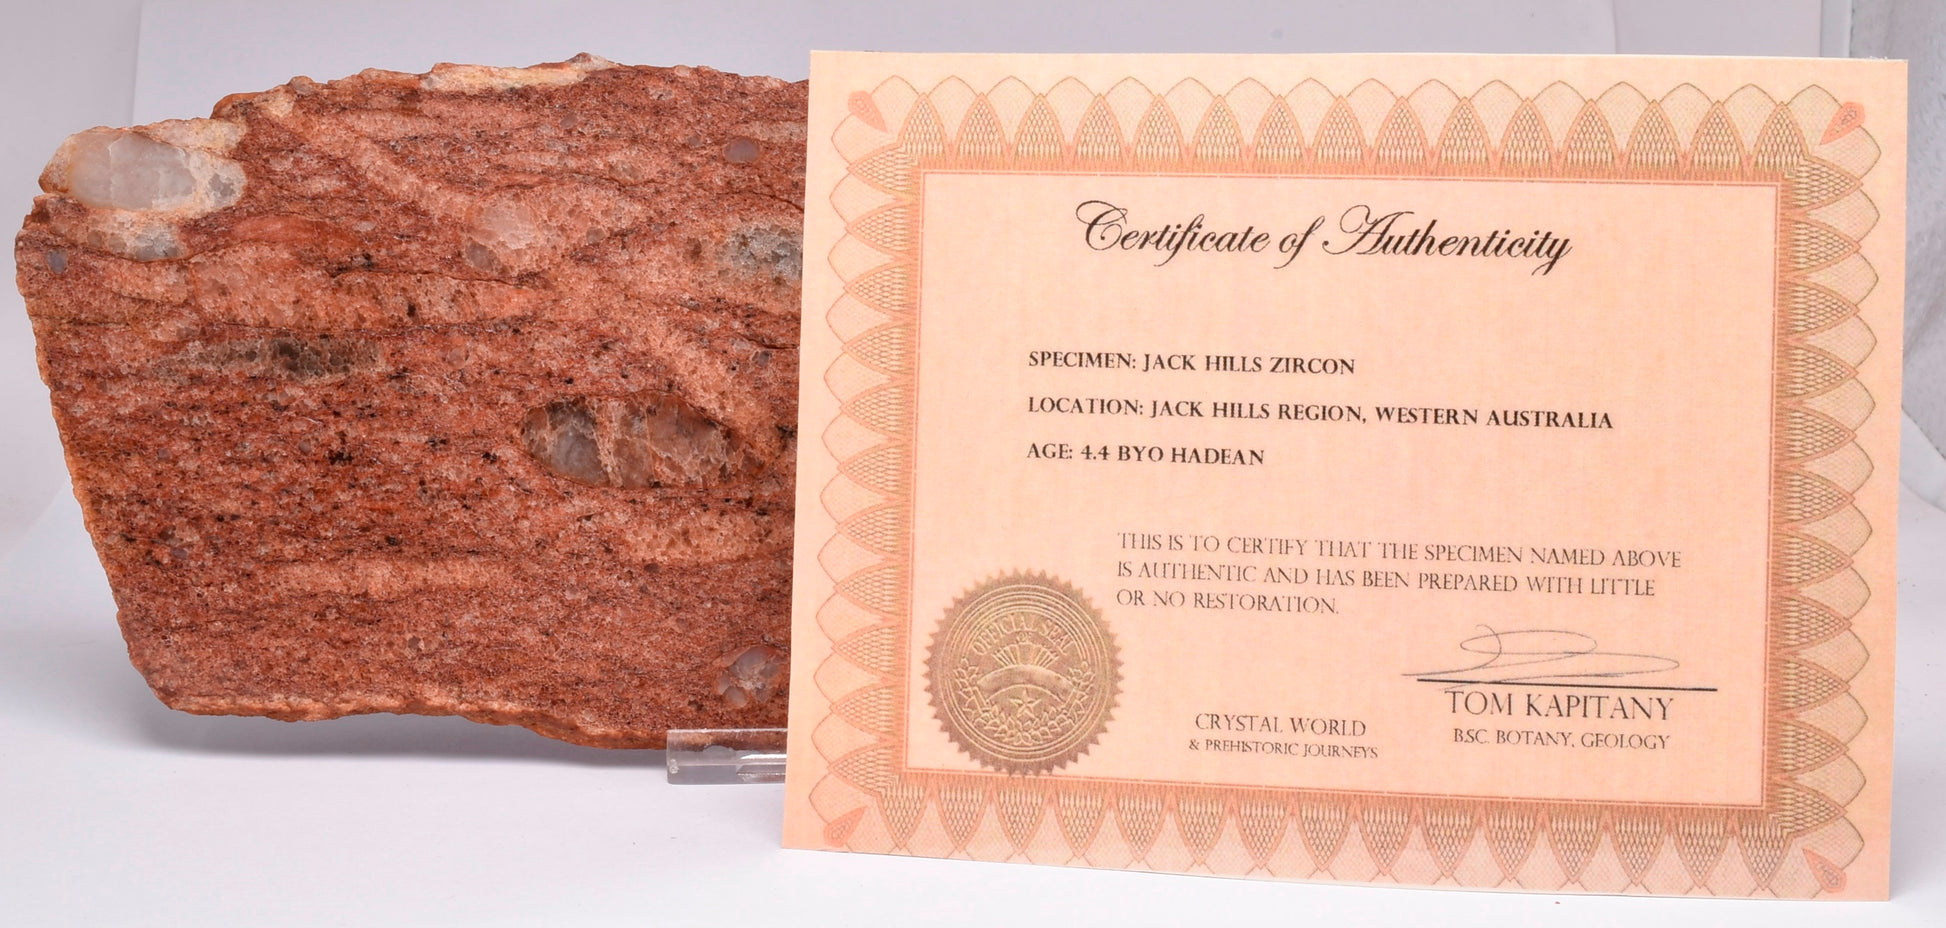 Certificate of Authenticity
SPECIMEN: JACK HILLS ZIRCON
LOCATION: JACK HILLS REGION, WESTERN AUSTRALIA
AGE: 4.4 BYO HADEAN
THIS IS TO CERTIFY THAT THE SPECIMEN NAMED ABOVE
IS AUTHENTIC AND HAS BEEN PREPARED WITH LITTLE
OR NO RESTORATION.
OFFICIAL SEAL
TOM KAPITANY
B.SC. BOTANY, GEOLOGY
CRYSTAL WORLD
& PREHISTORIC JOURNEYS